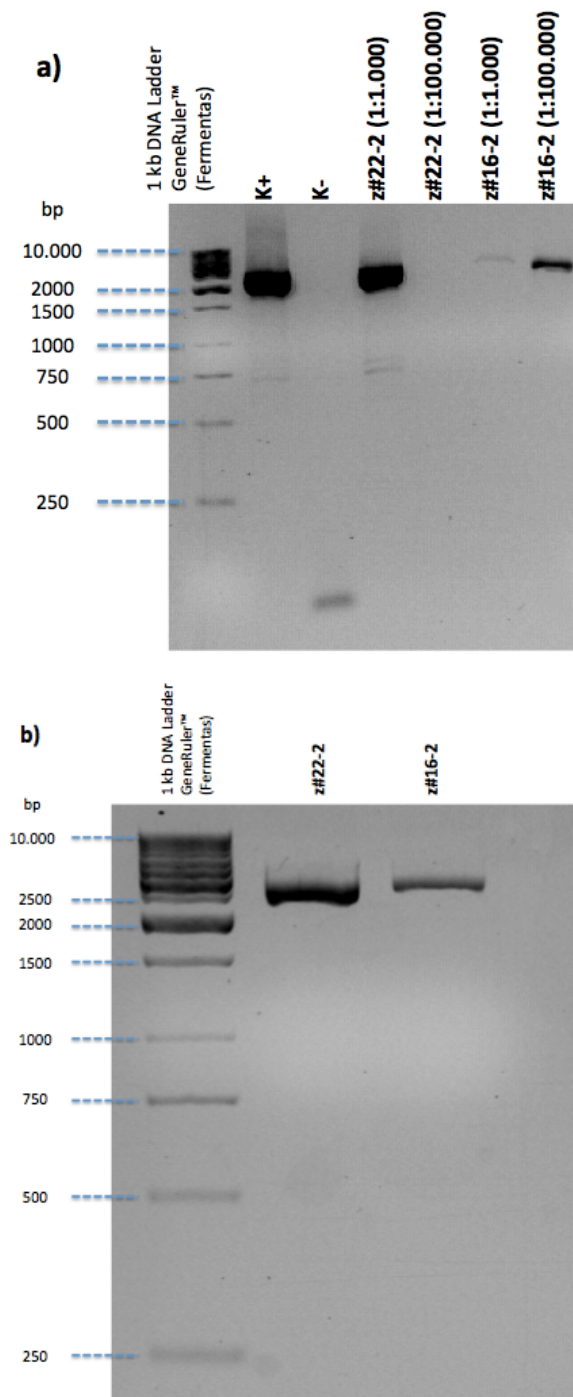 a)
1 kb DNA Ladder
GeneRuler™
(Fermentas)
K+
K-
z#22-2 (1:1.000)
z#22-2 (1:100.000)
z#16-2 (1:1.000)
z#16-2 (1:100.000)
bp
10.000
2000
1500
1000
750
500
250
b)
1 kb DNA Ladder
GeneRuler™
(Fermentas)
z#22-2
z#16-2
bp
10.000
2500
2000
1500
1000
750
500
250